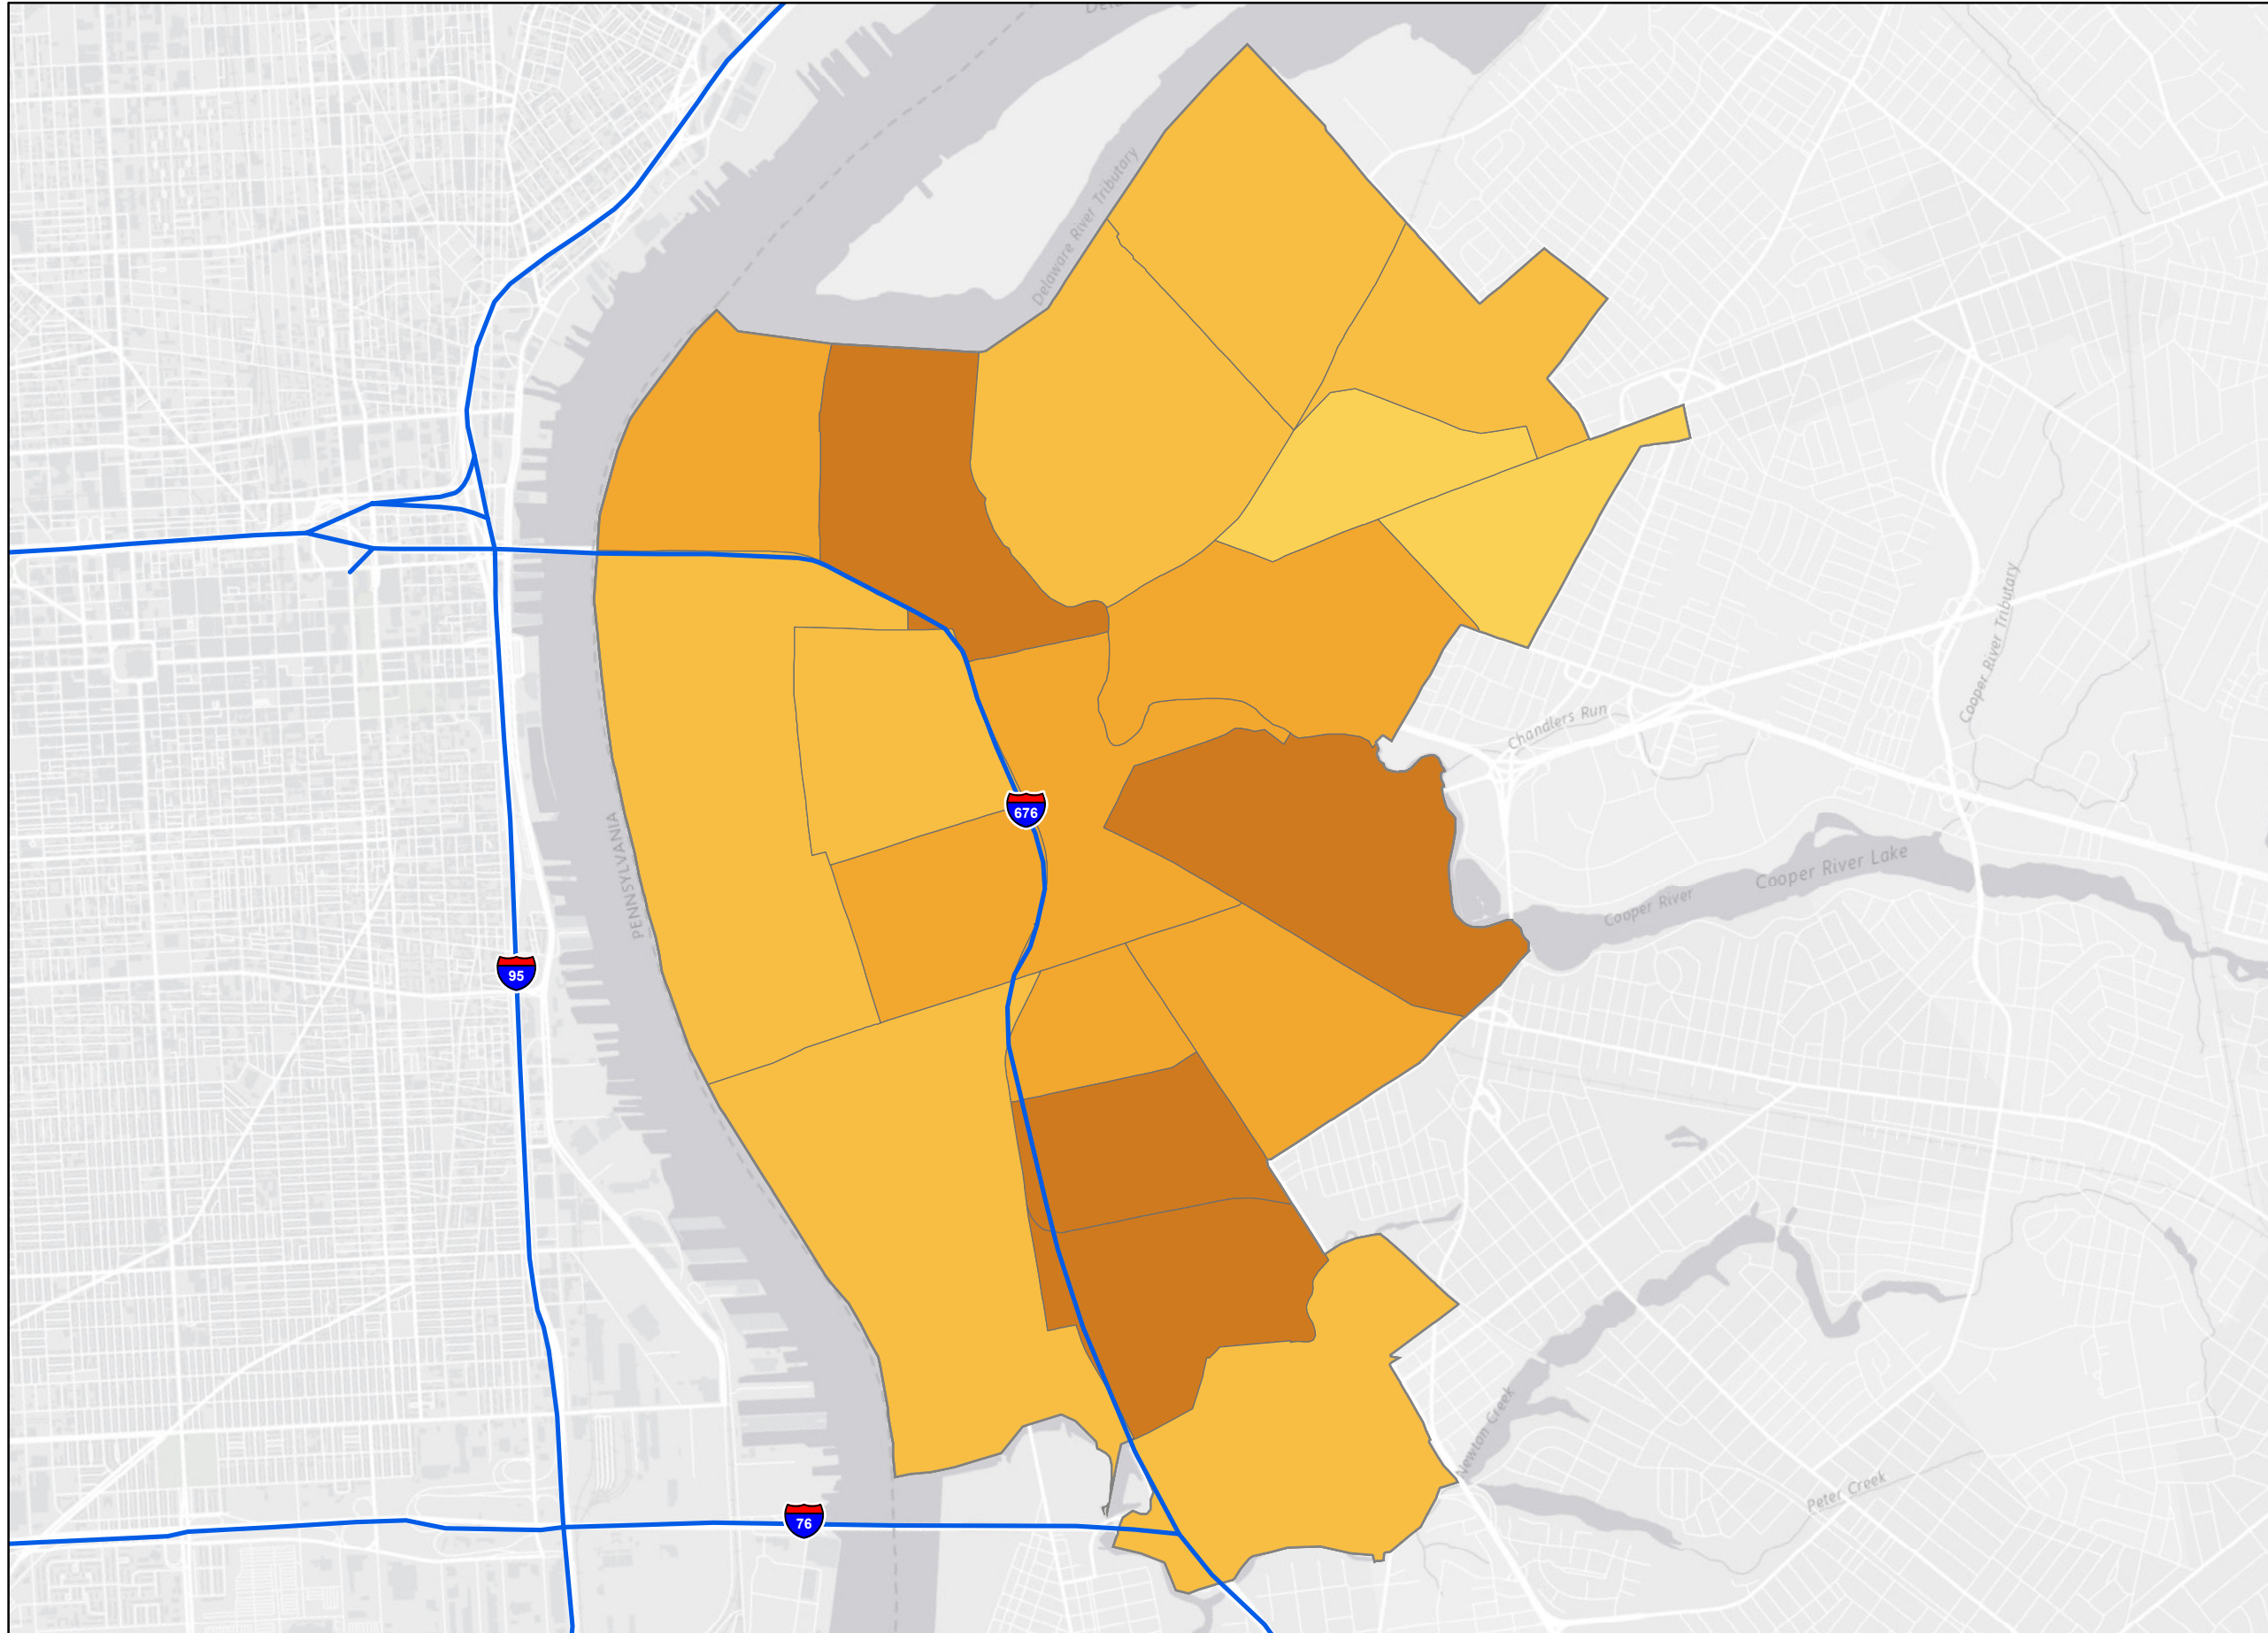 Delaware River Tributary
Cooper River Tributary
Chandlers Run
676
PENNSYLVANIA
Cooper River Lake
Cooper River
95
Newton Creek
Peter Creek
76